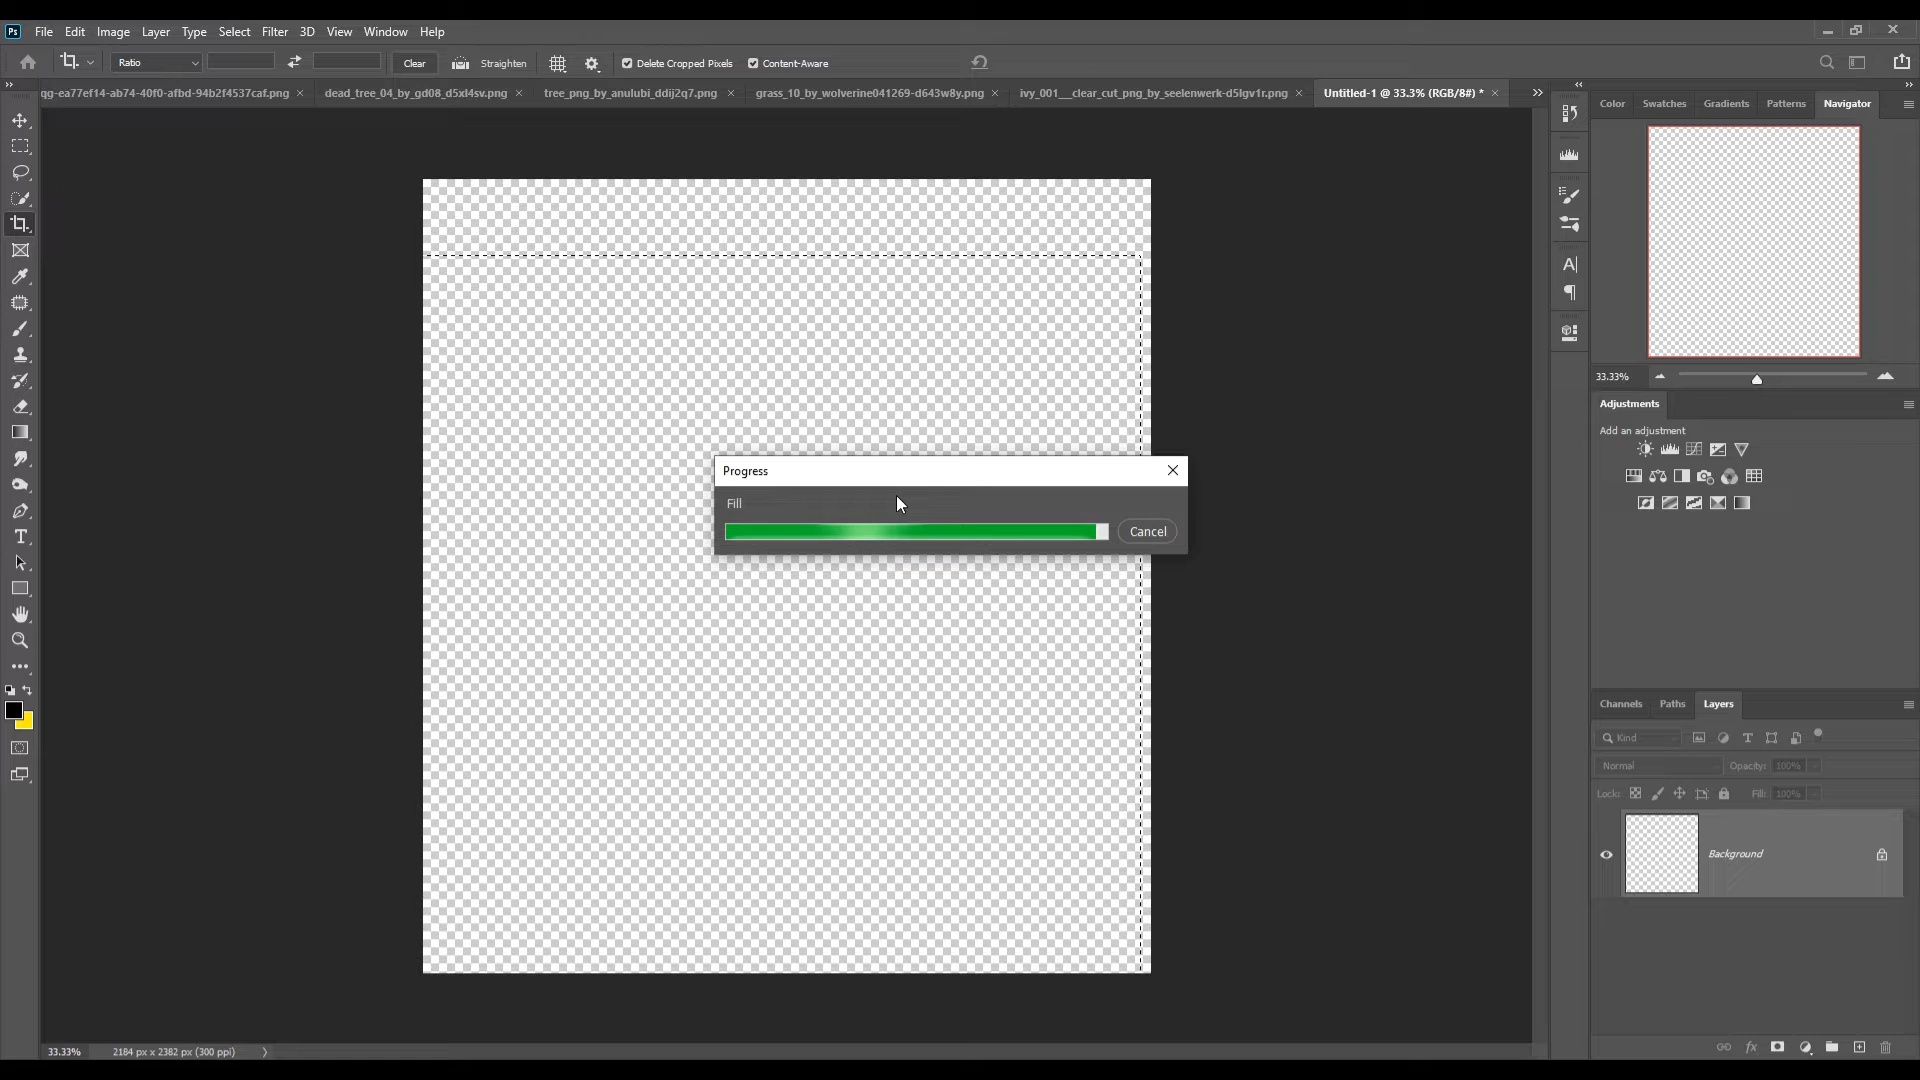 Ps File Edit Image Layer Type Select Filter 3D View Window Help
Ratio Clear Straighten Delete Cropped Pixels Content-Aware
qg-ea77ef14-ab74-40f0-afbd-94b2f4537caf.png × dead_tree_04_by_gd08_d5xl4sv.png × tree_png_by_anulubi_ddij2q7.png × grass_10_by_wolverine041269-d643w8y.png × ivy_001__clear_cut_png_by_seelenwerk-d5lgv1r.png × Untitled-1 @ 33.3% (RGB/8#) * ×
Color Swatches Gradients Patterns Navigator
33.33%
Adjustments
Add an adjustment
Progress
Fill
Cancel
Channels Paths Layers
Kind
Normal Opacity: 100%
Lock: Fill: 100%
Background
33.33% 2184 px x 2382 px (300 ppi)